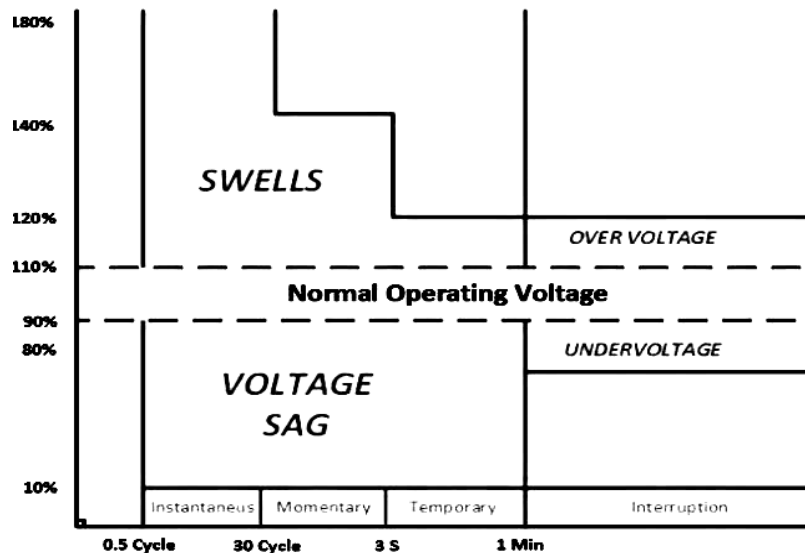 180%
140%
SWELLS
120%
OVER VOLTAGE
110%
Normal Operating Voltage
90%
80%
UNDERVOLTAGE
VOLTAGE
SAG
10%
Instantaneus Momentary Temporary Interruption
0.5 Cycle 30 Cycle 3 S 1 Min